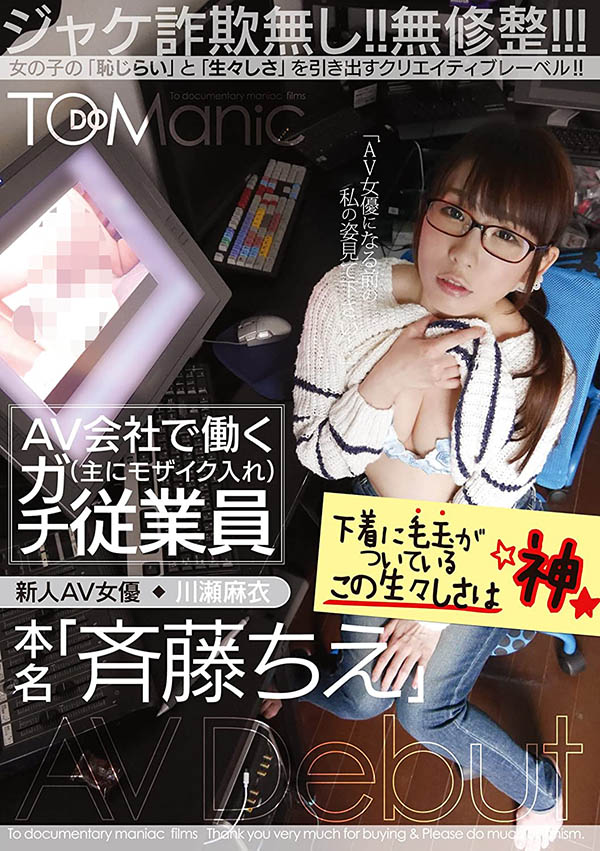 ジャケ詐欺無し!!無修整!!!
女の子の「恥じらい」と「生々しさ」を引き出すクリエイティブレーベル!!
To documentary maniac films
TODOManic
「AV女優になる前の
私の姿見て下さい」
AV会社で働く
(主にモザイク入れ)
ガチ従業員
下着に毛玉が
ついている
この生々しさは
神
新人AV女優◆川瀬麻衣
本名「斉藤ちえ」
AV Debut
To documentary maniac films Thank you very much for buying & Please do